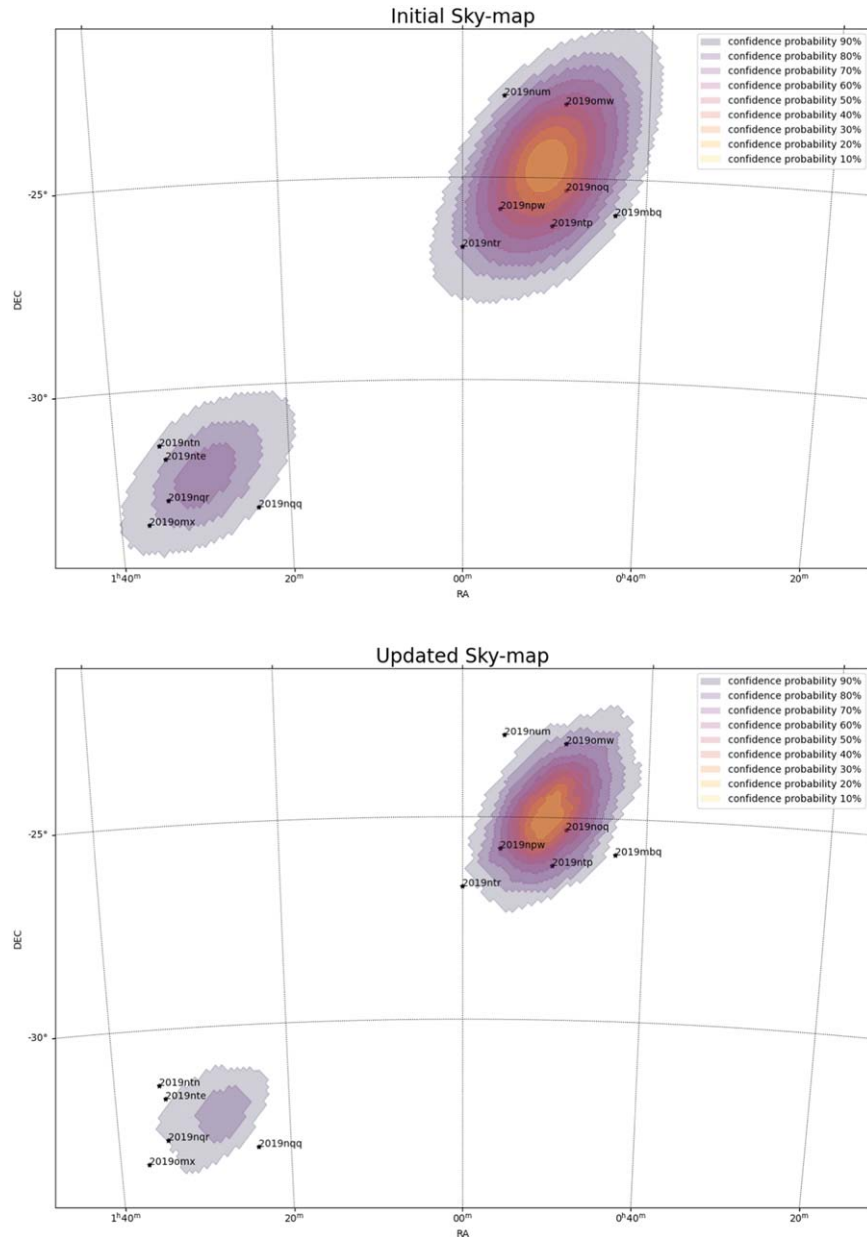 Initial Sky-map
confidence probability 90%
confidence probability 80%
confidence probability 70%
confidence probability 60%
confidence probability 50%
confidence probability 40%
confidence probability 30%
confidence probability 20%
confidence probability 10%
2019num
2019omw
-25°
2019noq
2019npw
2019mbq
2019ntp
2019ntr
DEC
-30°
2019ntn
2019nte
2019nqr
2019nqq
2019omx
1ʰ40ᵐ 20ᵐ 00ᵐ 0ʰ40ᵐ 20ᵐ
RA
Updated Sky-map
confidence probability 90%
confidence probability 80%
confidence probability 70%
confidence probability 60%
confidence probability 50%
confidence probability 40%
confidence probability 30%
confidence probability 20%
confidence probability 10%
2019num
2019omw
-25°
2019noq
2019npw
2019mbq
2019ntp
2019ntr
DEC
-30°
2019ntn
2019nte
2019nqr
2019nqq
2019omx
1ʰ40ᵐ 20ᵐ 00ᵐ 0ʰ40ᵐ 20ᵐ
RA